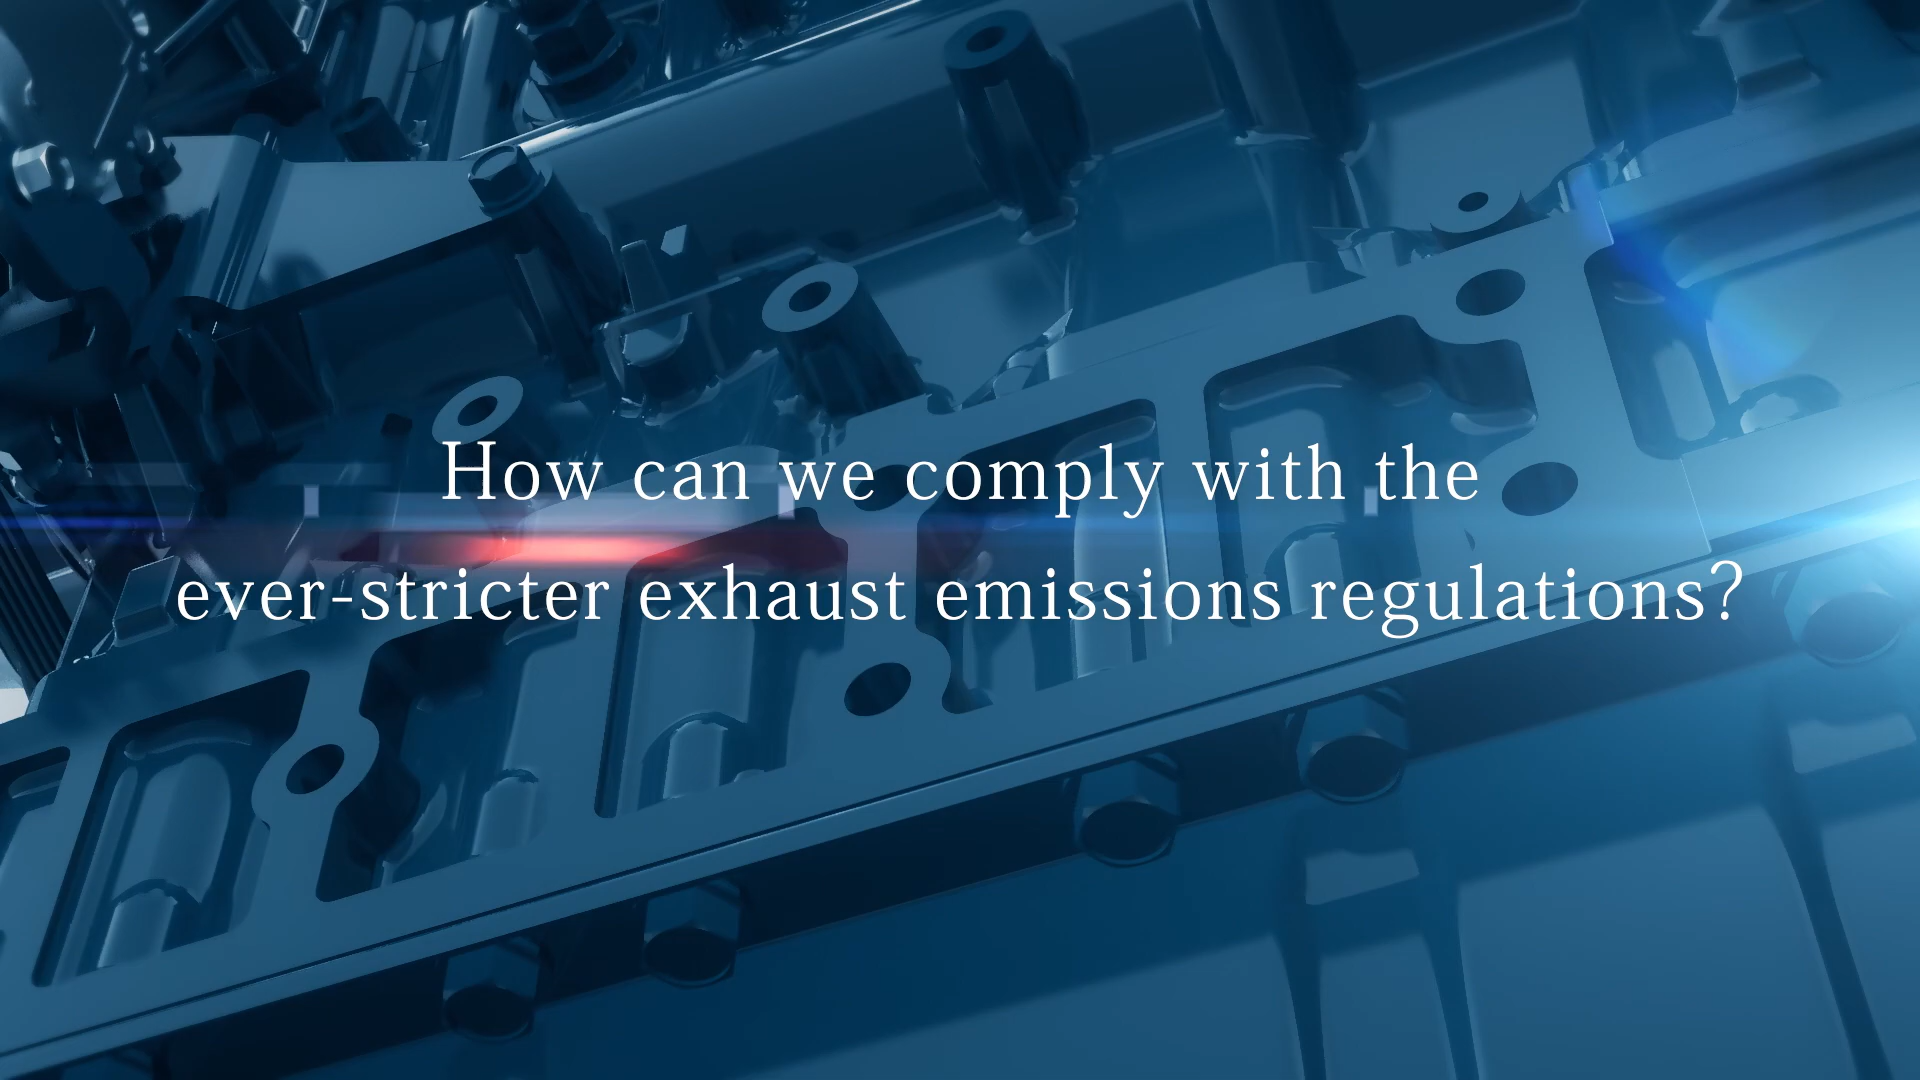 How can we comply with the
ever-stricter exhaust emissions regulations?